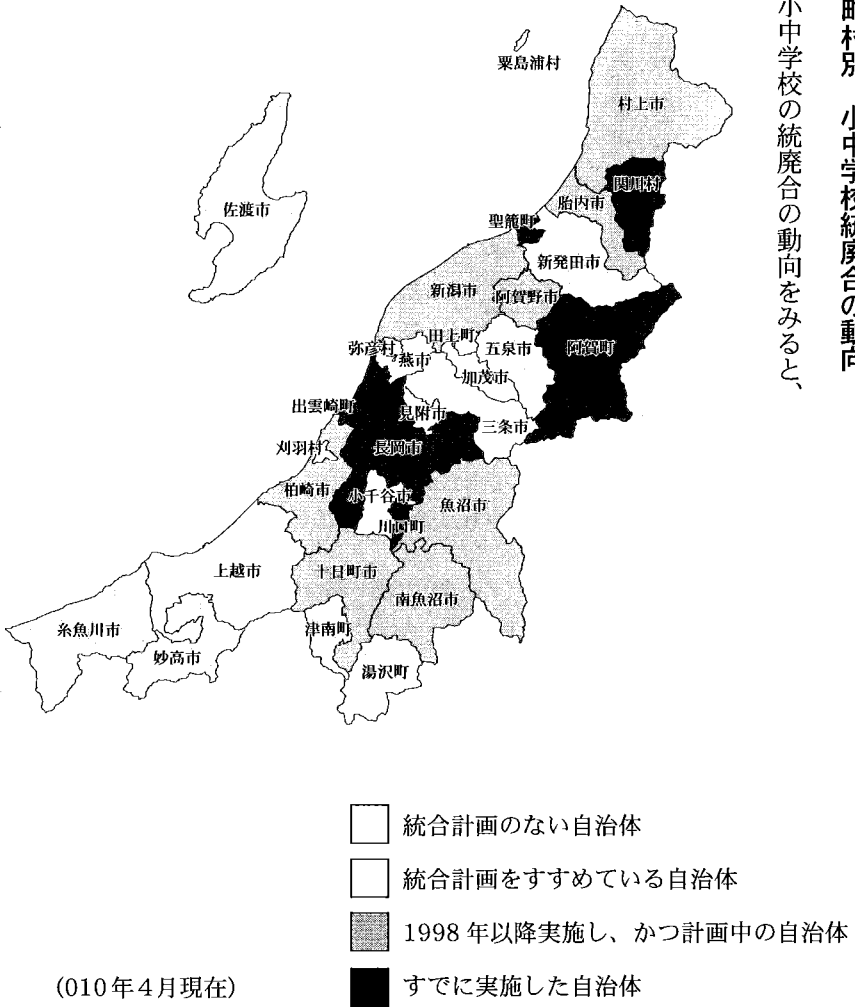 町村別 小中学校統廃合の動向
小中学校の統廃合の動向をみると、
粟島浦村
村上市
関川村
佐渡市
胎内市
聖籠町
新発田市
新潟市
阿賀野市
田上町
弥彦村
燕市
五泉市
阿賀町
加茂市
出雲崎町
見附市
三条市
刈羽村
長岡市
柏崎市
小千谷市
魚沼市
川口町
上越市
十日町市
南魚沼市
糸魚川市
津南町
妙高市
湯沢町
統合計画のない自治体
統合計画をすすめている自治体
1998年以降実施し、かつ計画中の自治体
すでに実施した自治体
(010年4月現在)